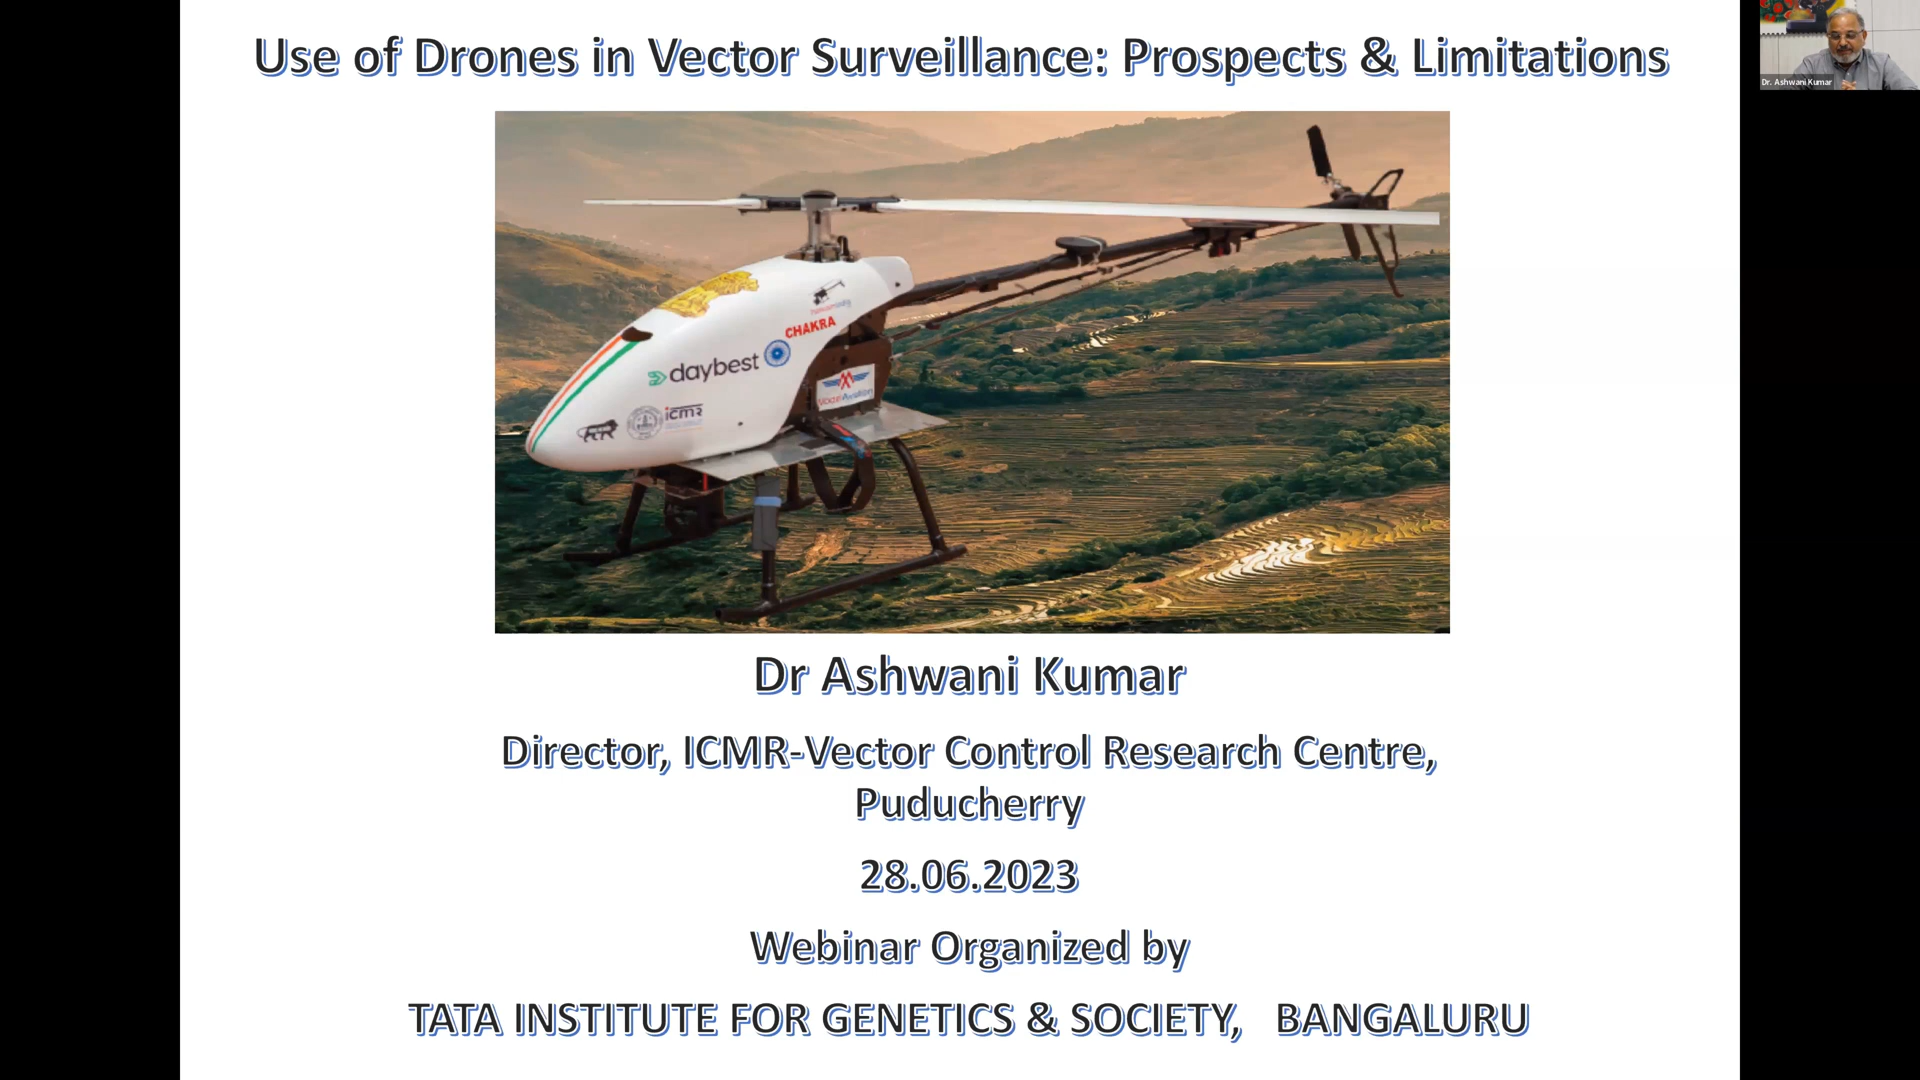 Use of Drones in Vector Surveillance: Prospects & Limitations
Dr. Ashwani Kumar
CHAKRA
daybest
icmr
Dr Ashwani Kumar
Director, ICMR-Vector Control Research Centre,
Puducherry
28.06.2023
Webinar Organized by
TATA INSTITUTE FOR GENETICS & SOCIETY, BANGALURU